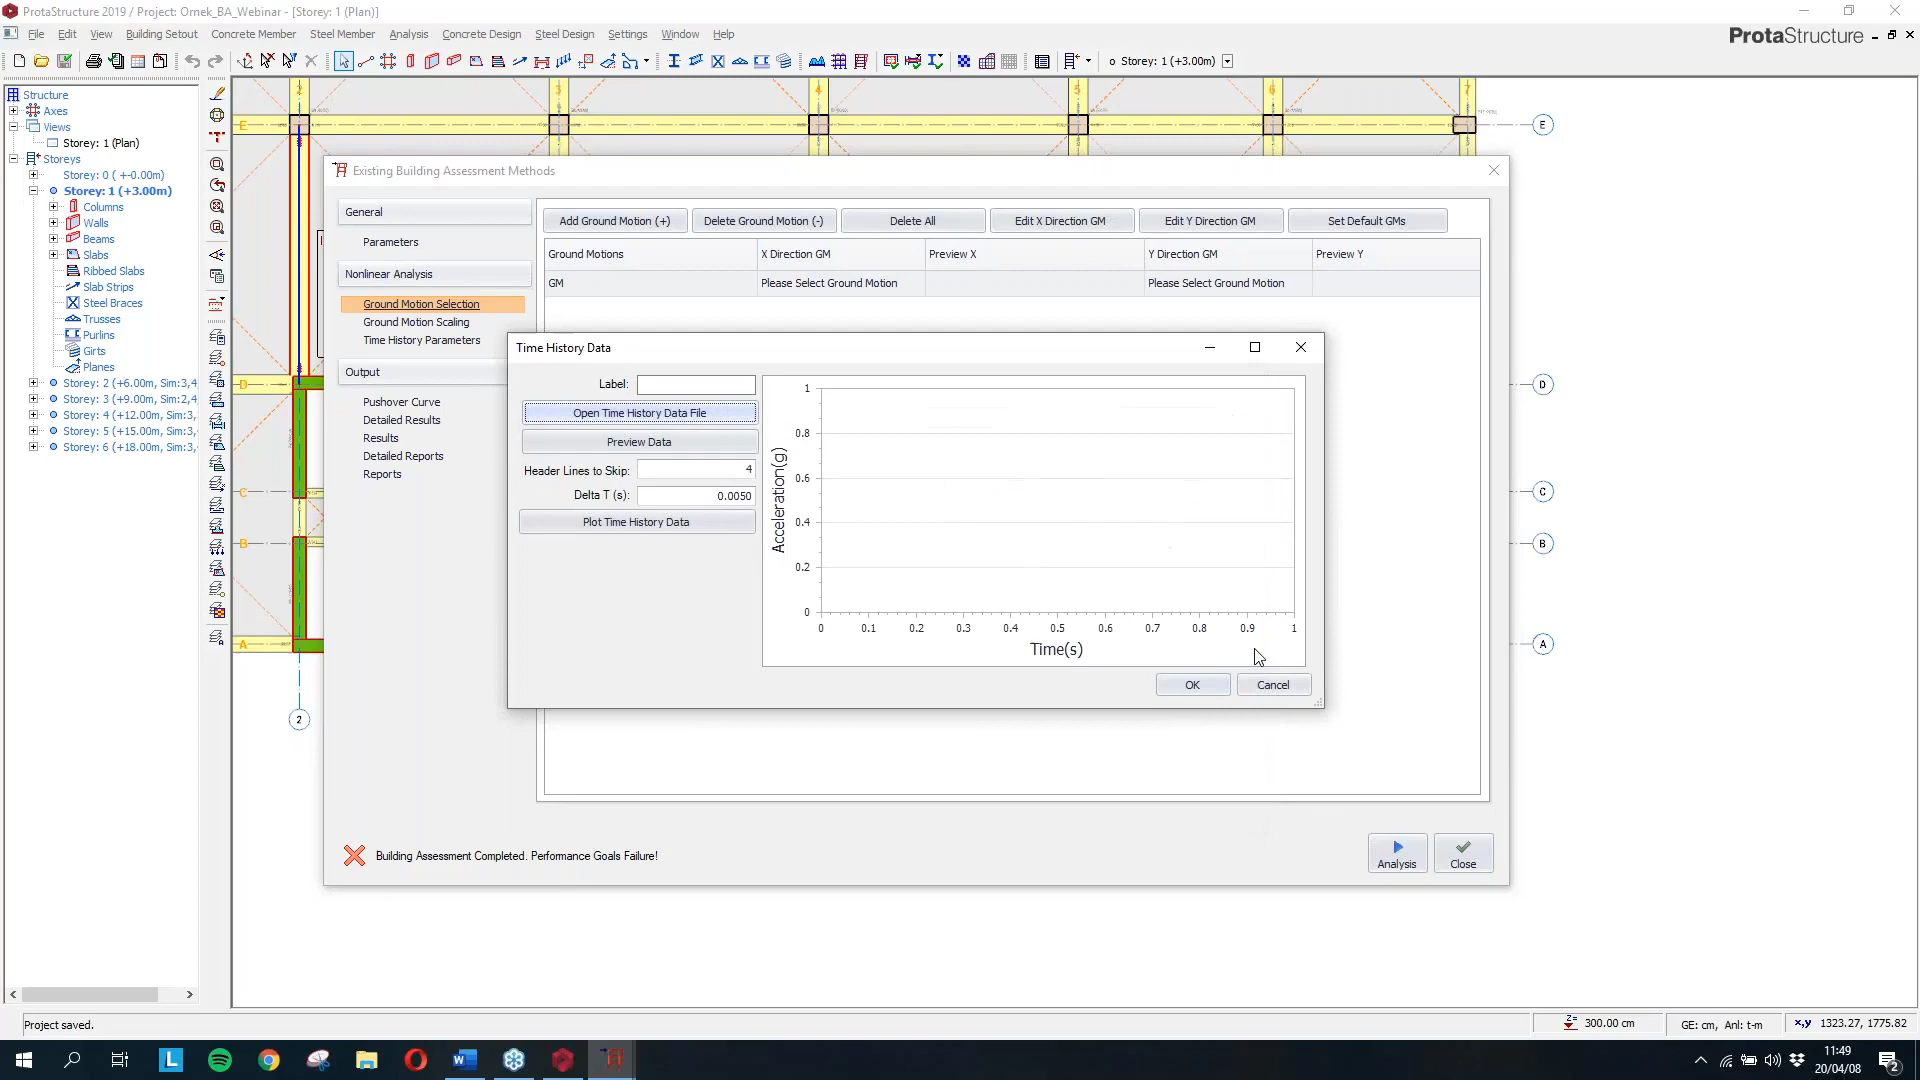 ProtaStructure 2019 / Project: Ornek_BA_Webinar - [Storey: 1 (Plan)]
File Edit View Building Setout Concrete Member Steel Member Analysis Concrete Design Steel Design Settings Window Help
ProtaStructure
Storey: 1 (+3.00m)
Structure
Axes
Views
Storey: 1 (Plan)
Storeys
Storey: 0 ( +-0.00m)
Storey: 1 (+3.00m)
Columns
Walls
Beams
Slabs
Ribbed Slabs
Slab Strips
Steel Braces
Trusses
Purlins
Girts
Planes
Storey: 2 (+6.00m, Sim:3,4
Storey: 3 (+9.00m, Sim:2,4
Storey: 4 (+12.00m, Sim:3,
Storey: 5 (+15.00m, Sim:3,
Storey: 6 (+18.00m, Sim:3,
2 3 4 5 6 7
E E
D D
C C
B B
A A
2
Existing Building Assessment Methods
General
Parameters
Nonlinear Analysis
Ground Motion Selection
Ground Motion Scaling
Time History Parameters
Output
Pushover Curve
Detailed Results
Results
Detailed Reports
Reports
Add Ground Motion (+) Delete Ground Motion (-) Delete All Edit X Direction GM Edit Y Direction GM Set Default GMs
Ground Motions X Direction GM Preview X Y Direction GM Preview Y
GM Please Select Ground Motion Please Select Ground Motion
Time History Data
Label:
Open Time History Data File
Preview Data
Header Lines to Skip: 4
Delta T (s): 0.0050
Plot Time History Data
Acceleration(g)
1
0.8
0.6
0.4
0.2
0
0 0.1 0.2 0.3 0.4 0.5 0.6 0.7 0.8 0.9 1
Time(s)
OK Cancel
Building Assessment Completed. Performance Goals Failure!
Analysis Close
Project saved.
Z= 300.00 cm GE: cm, Anl: t-m x,y 1323.27, 1775.82
11:49
20/04/08
2